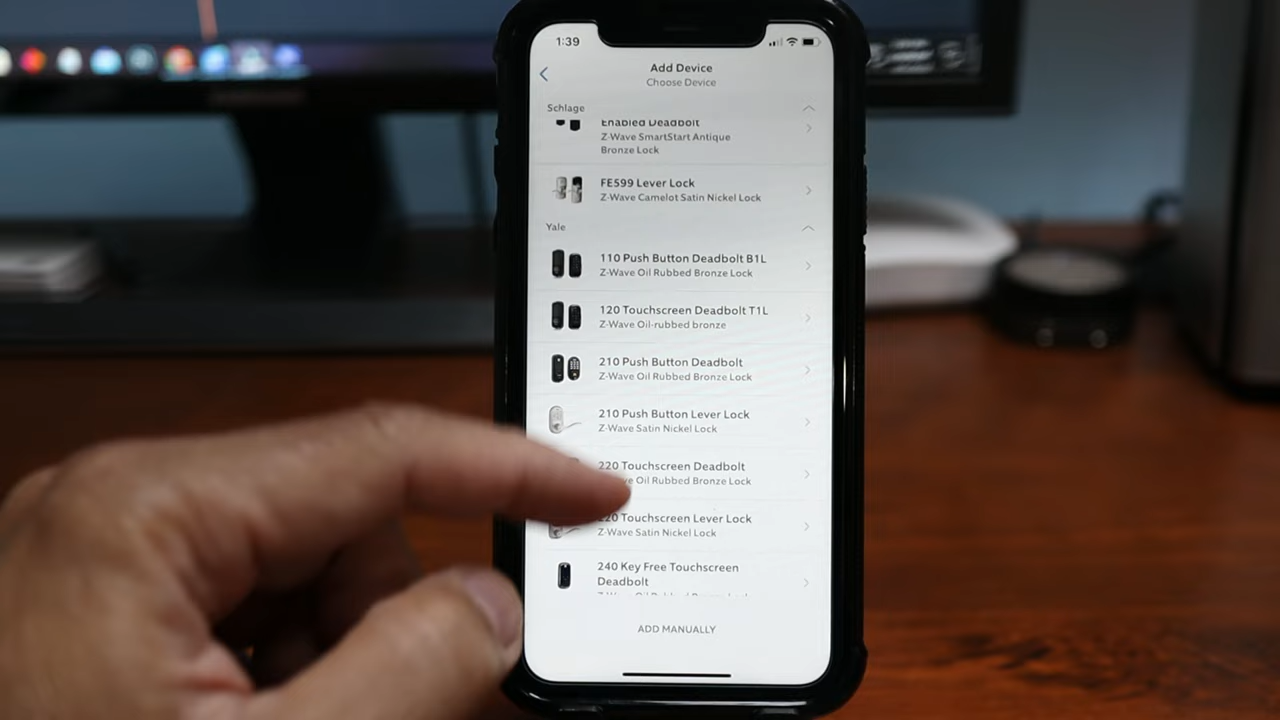 1:39
Add Device
Choose Device
Schlage
Enabled Deadbolt
Z-Wave SmartStart Antique
Bronze Lock
FE599 Lever Lock
Z-Wave Camelot Satin Nickel Lock
Yale
110 Push Button Deadbolt B1L
Z-Wave Oil Rubbed Bronze Lock
120 Touchscreen Deadbolt T1L
Z-Wave Oil-rubbed bronze
210 Push Button Deadbolt
Z-Wave Oil Rubbed Bronze Lock
210 Push Button Lever Lock
Z-Wave Satin Nickel Lock
220 Touchscreen Deadbolt
Oil Rubbed Bronze Lock
220 Touchscreen Lever Lock
Z-Wave Satin Nickel Lock
240 Key Free Touchscreen
Deadbolt
ADD MANUALLY